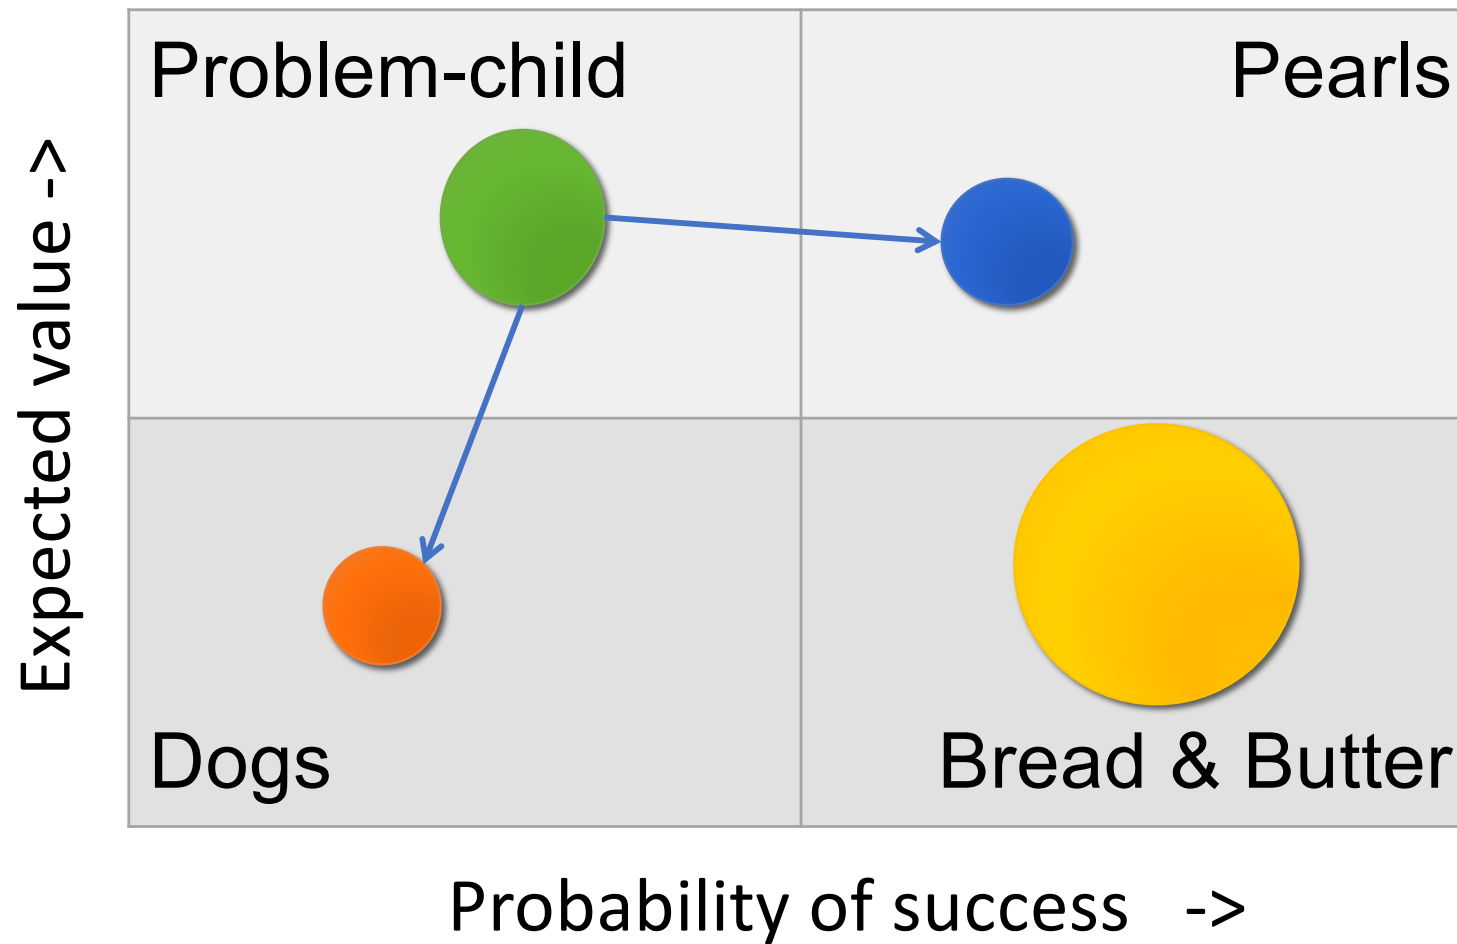 Problem-child
Pearls
Expected value ->
Dogs
Bread & Butter
Probability of success ->